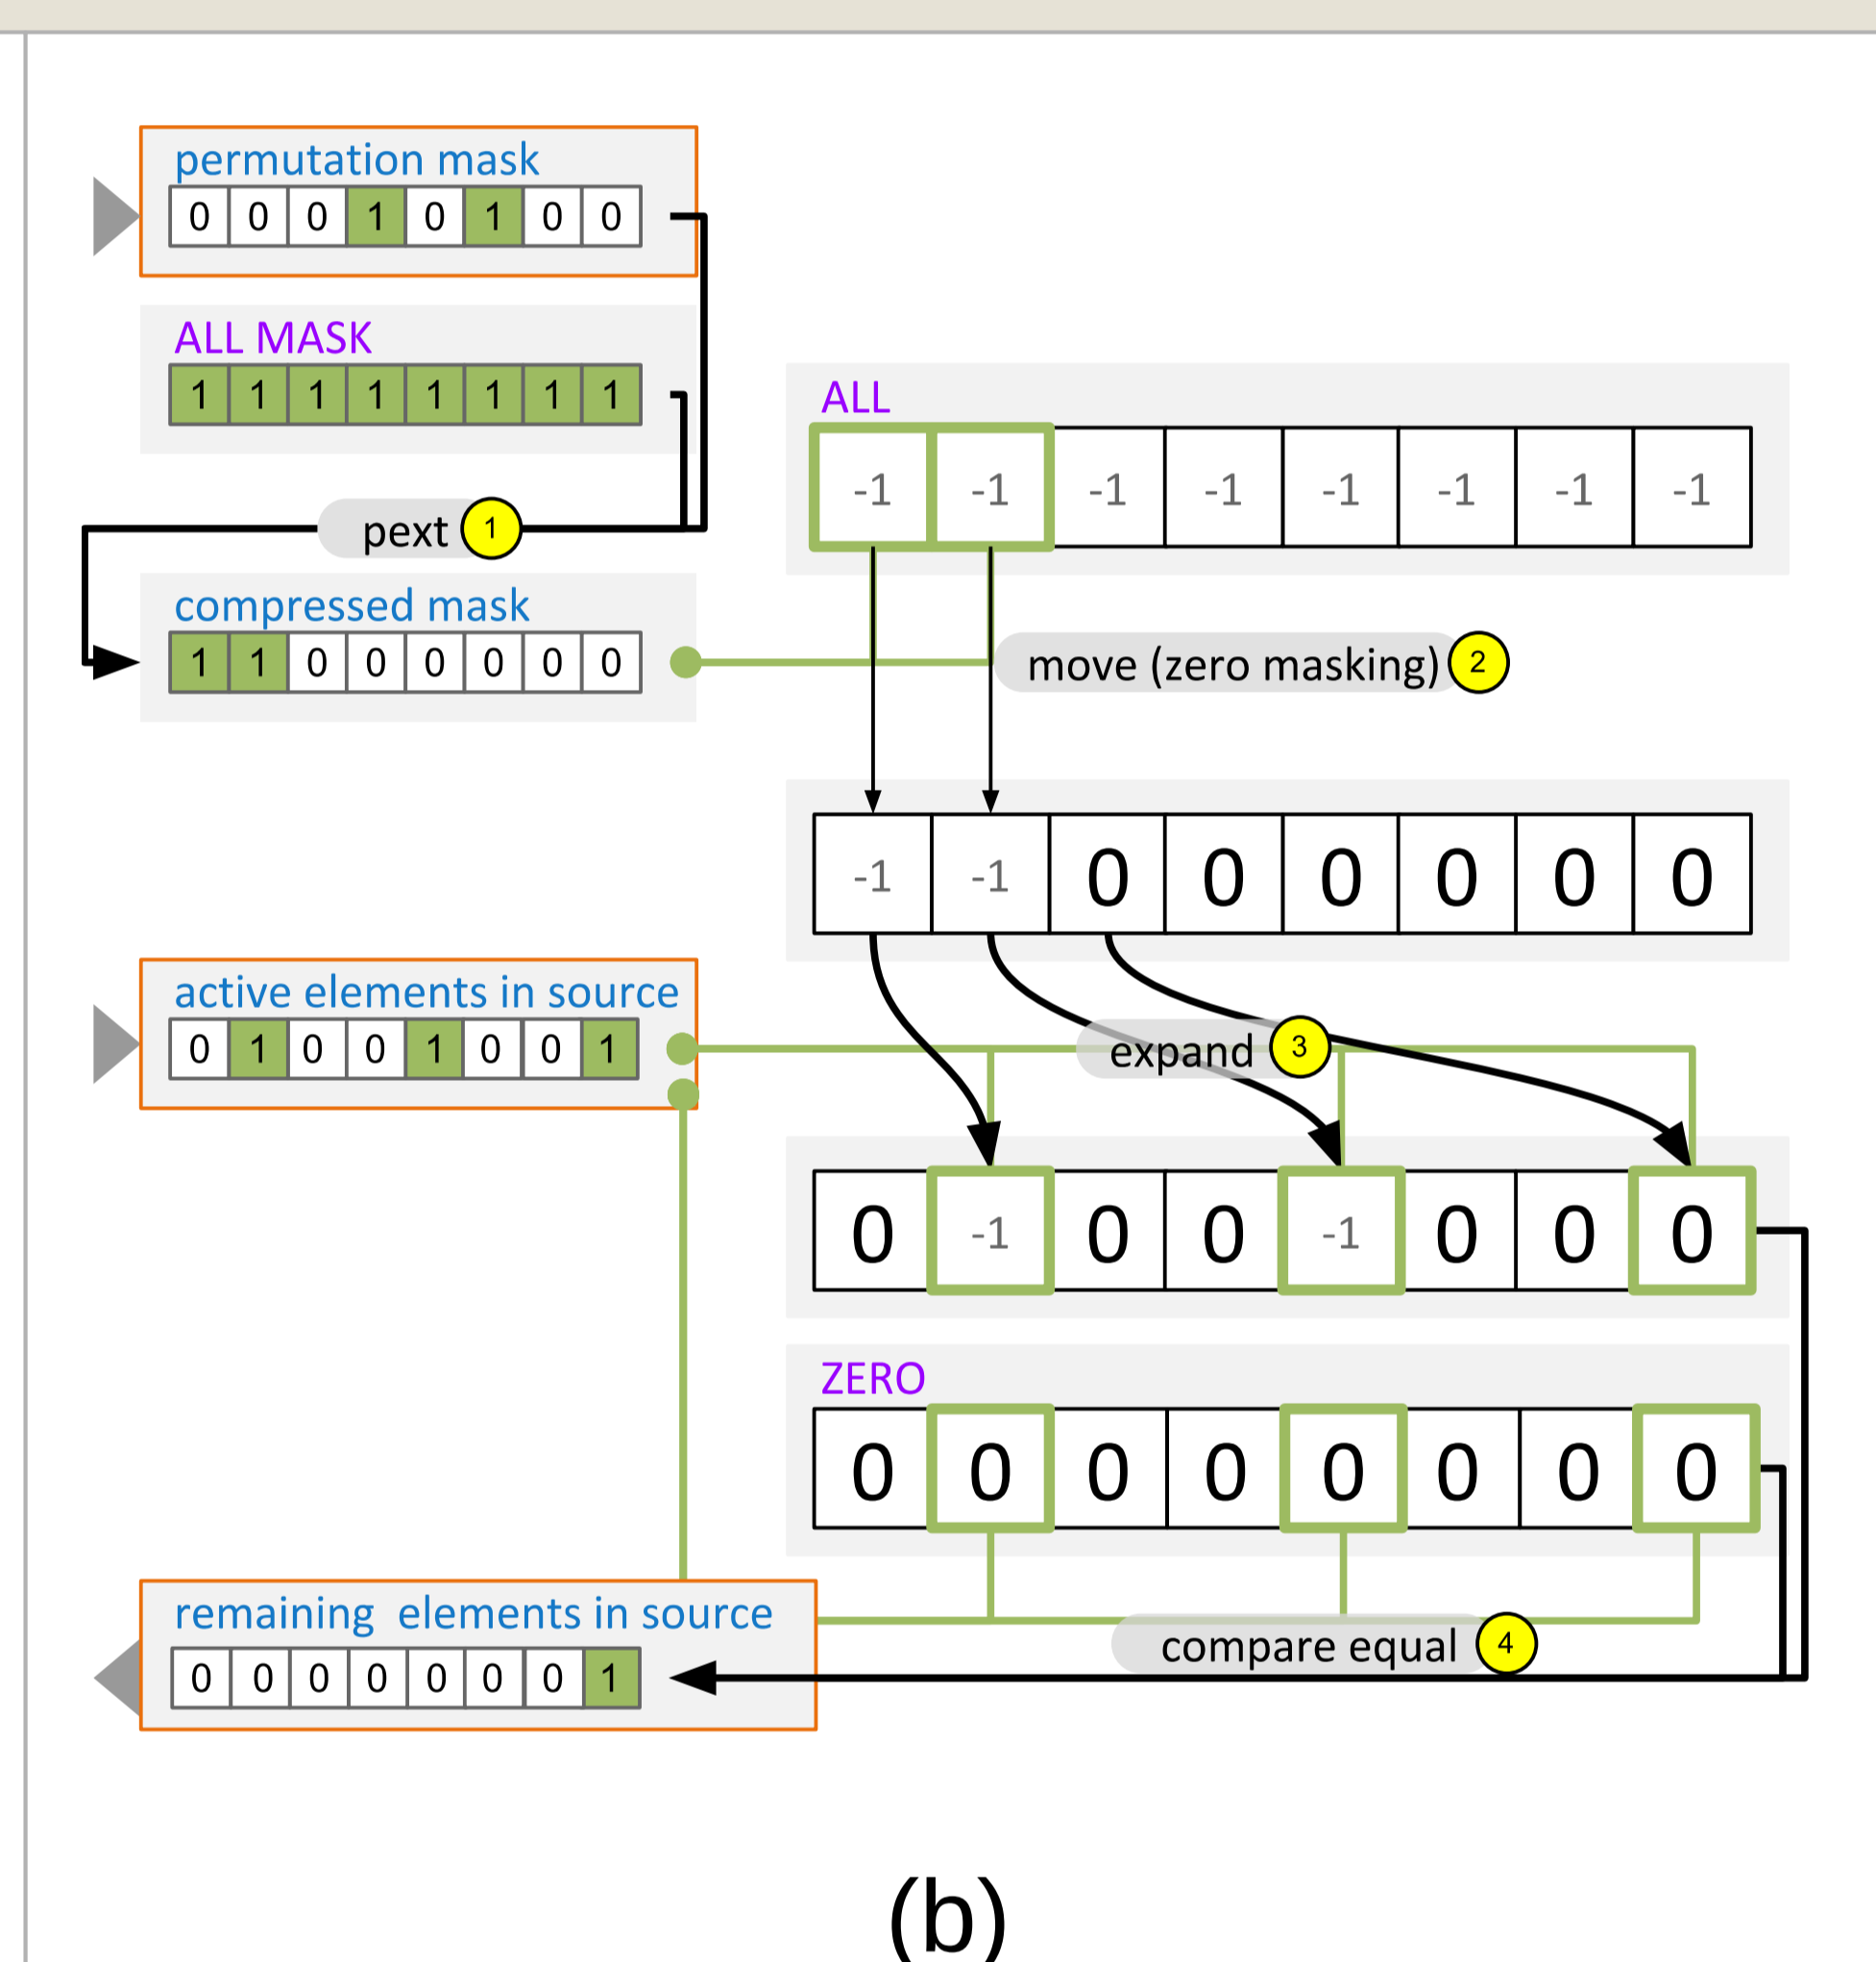 permutation mask
0 0 0 1 0 1 0 0
ALL MASK
1 1 1 1 1 1 1 1
ALL
-1 -1 -1 -1 -1 -1 -1 -1
pext 1
compressed mask
1 1 0 0 0 0 0 0
move (zero masking) 2
-1 -1 0 0 0 0 0 0
active elements in source
0 1 0 0 1 0 0 1
expand 3
0 -1 0 0 -1 0 0 0
ZERO
0 0 0 0 0 0 0 0
remaining elements in source
0 0 0 0 0 0 0 1
compare equal 4
(b)